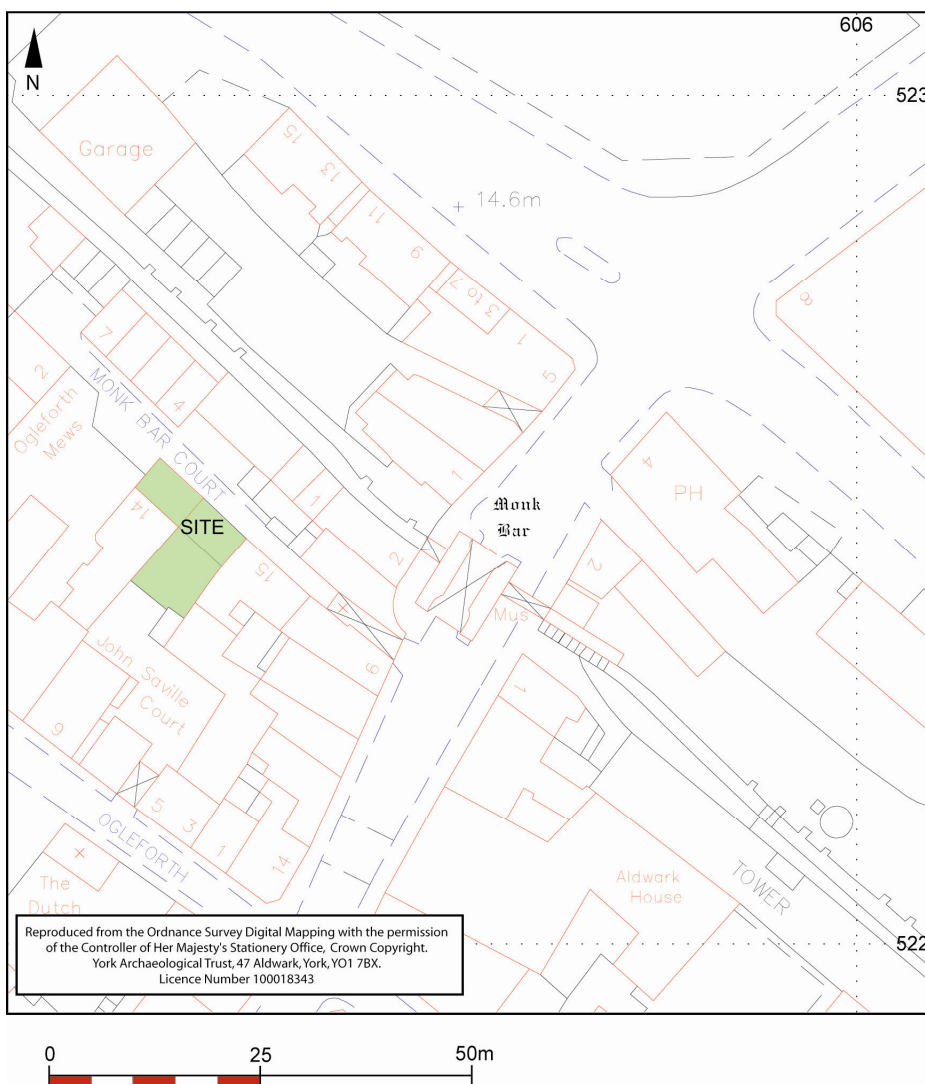 606
N
523
Garage
15
13
11
9
3 to 7
1
5
14.6m
8
7
4
MONK BAR COURT
2
Ogleforth
Mews
1
1
14
SITE
15
2
Monk
Bar
4
PH
2
Mus
6
1
John Saville
Court
9
5
3
1
14
OGLEFORTH
The
Dutch
Aldwark
House
TOWER
522
Reproduced from the Ordnance Survey Digital Mapping with the permission
of the Controller of Her Majesty's Stationery Office, Crown Copyright.
York Archaeological Trust, 47 Aldwark, York, YO1 7BX.
Licence Number 100018343
0
25
50m